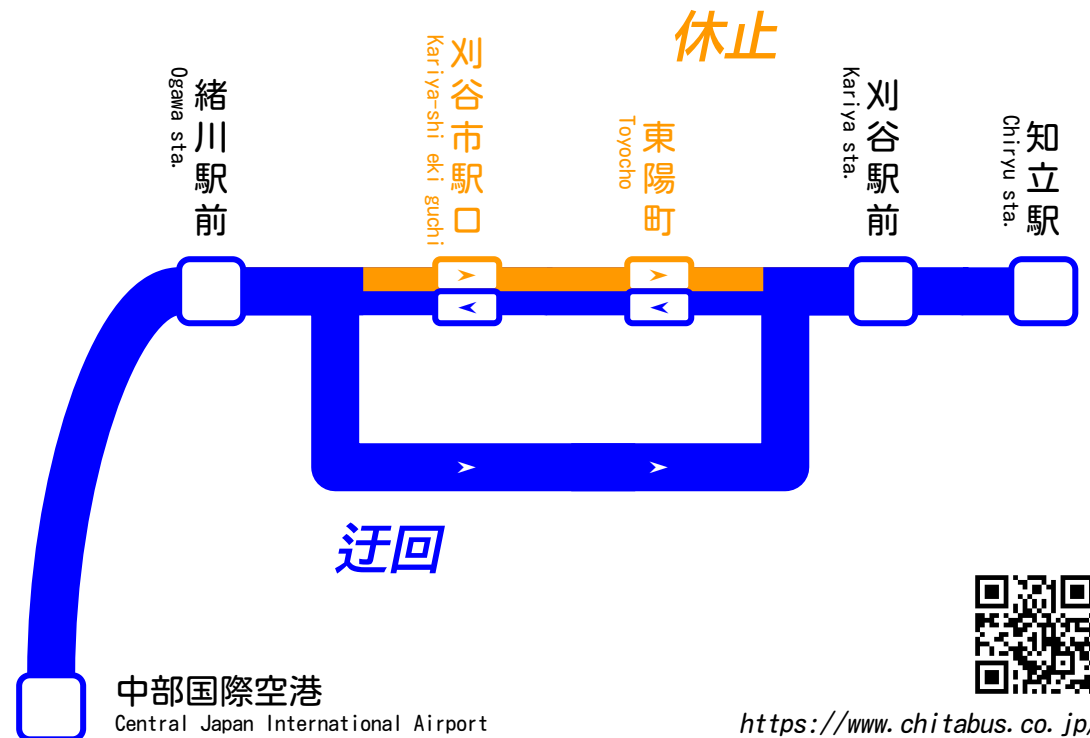 休止
緒川駅前
Ogawa sta.
刈谷市駅口
Kariya-shi eki guchi
東陽町
Toyocho
刈谷駅前
Kariya sta.
知立駅
Chiryu sta.
迂回
中部国際空港
Central Japan International Airport
https://www.chitabus.co.jp/